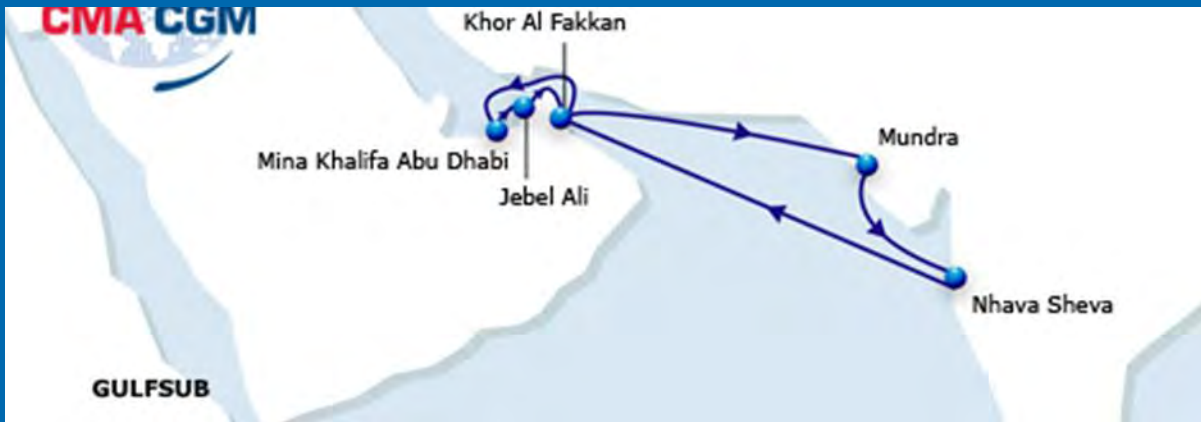 CMA CGM
Khor Al Fakkan
Mundra
Mina Khalifa Abu Dhabi
Jebel Ali
Nhava Sheva
GULFSUB